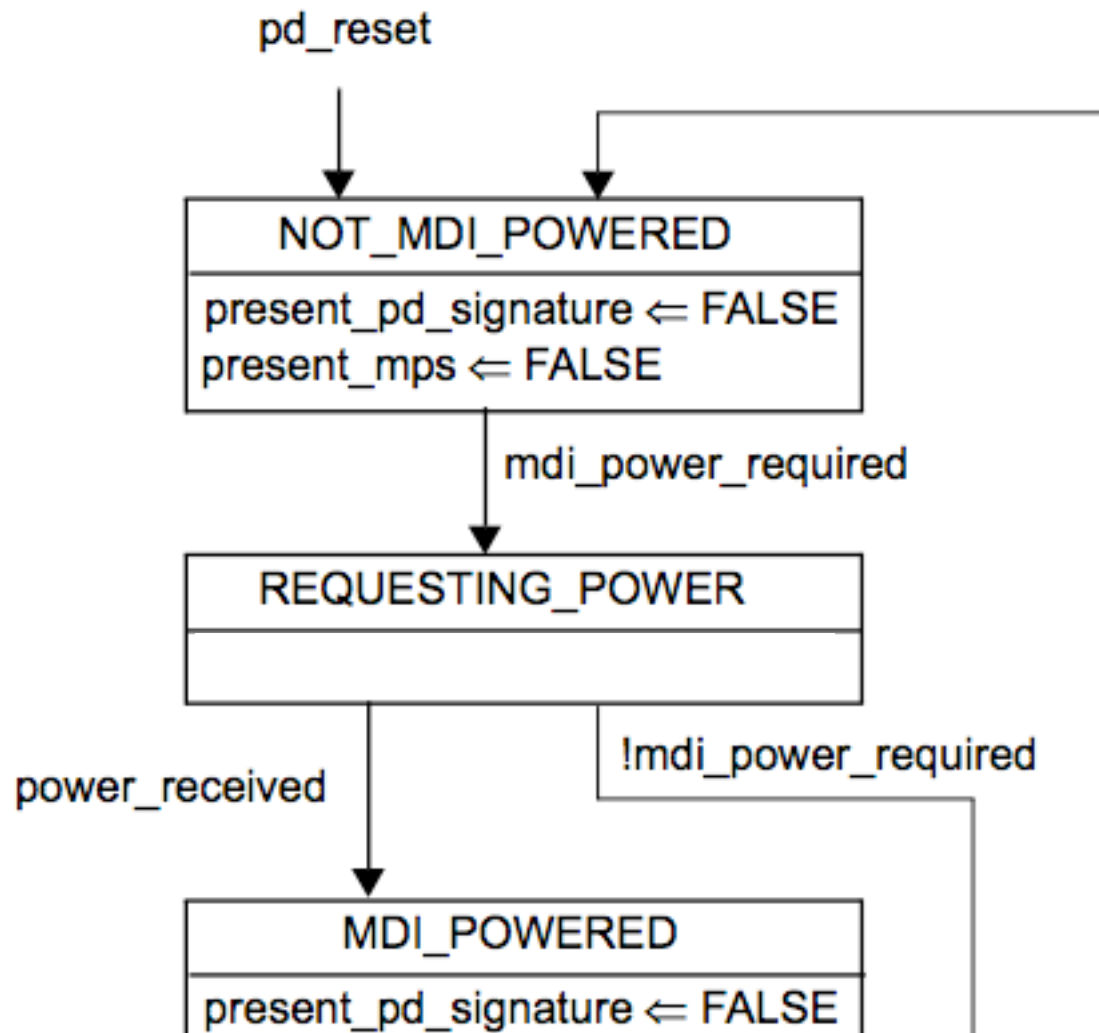 pd_reset
NOT_MDI_POWERED
present_pd_signature ⇐ FALSE
present_mps ⇐ FALSE
mdi_power_required
REQUESTING_POWER
!mdi_power_required
power_received
MDI_POWERED
present_pd_signature ⇐ FALSE